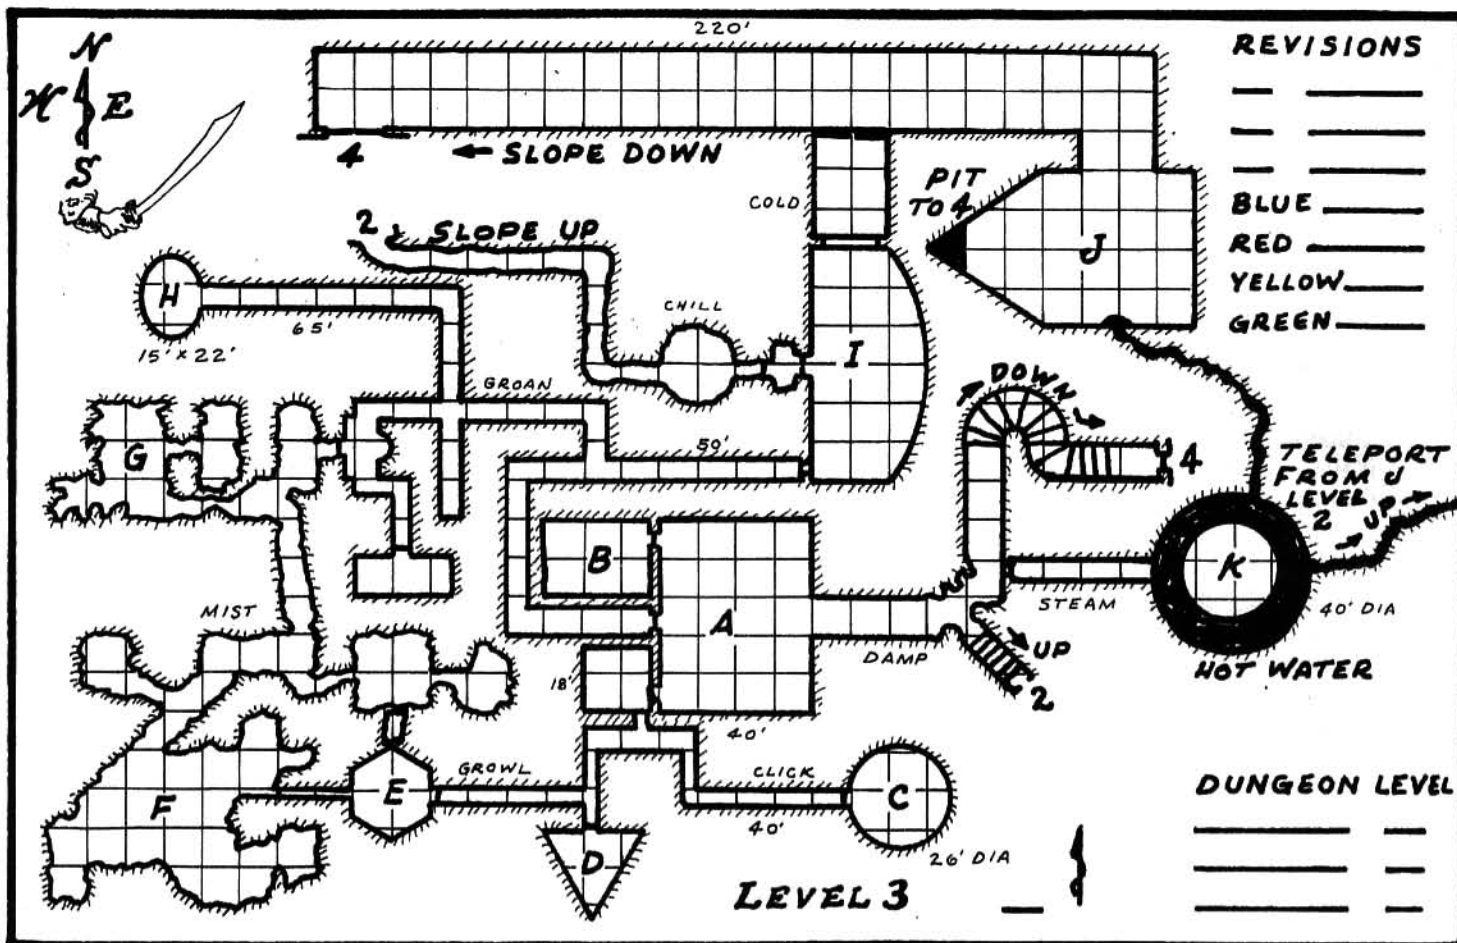 220'
N
W E
S
REVISIONS
BLUE
RED
YELLOW
GREEN
4 ← SLOPE DOWN
COLD
PIT
TO 4
J
2 SLOPE UP
H
65'
15' x 22'
CHILL
I
GROAN
DOWN
G
50'
4
TELEPORT
FROM J
LEVEL
2
UP
B
A
K
STEAM
40' DIA
MIST
DAMP
UP
2
HOT WATER
18'
40'
GROWL
CLICK
E
F
C
40'
26' DIA
D
DUNGEON LEVEL
LEVEL 3